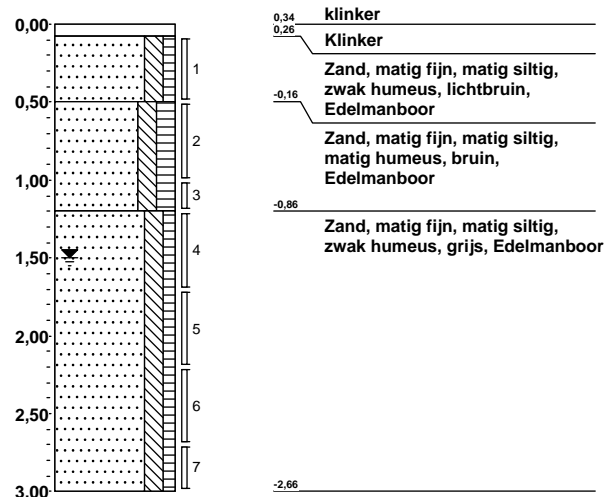 0,00
0,50
1,00
1,50
2,00
2,50
3,00
1
2
3
4
5
6
7
0,34
klinker
0,26
Klinker
Zand, matig fijn, matig siltig,
zwak humeus, lichtbruin,
Edelmanboor
-0,16
Zand, matig fijn, matig siltig,
matig humeus, bruin,
Edelmanboor
-0,86
Zand, matig fijn, matig siltig,
zwak humeus, grijs, Edelmanboor
-2,66